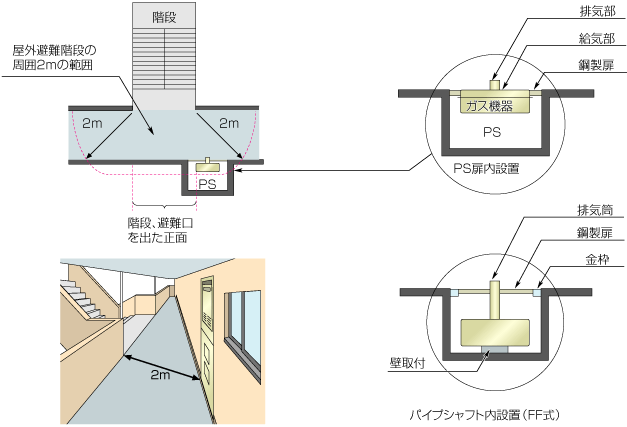 階段
屋外避難階段の
周囲2mの範囲
2m
2m
PS
階段、避難口
を出た正面
2m
排気部
給気部
鋼製扉
ガス機器
PS
PS扉内設置
排気筒
鋼製扉
金枠
壁取付
パイプシャフト内設置（FF式）